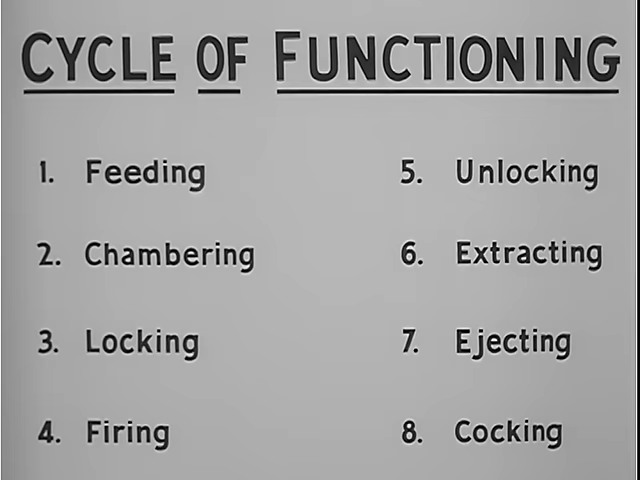 CYCLE OF FUNCTIONING
1. Feeding
2. Chambering
3. Locking
4. Firing
5. Unlocking
6. Extracting
7. Ejecting
8. Cocking